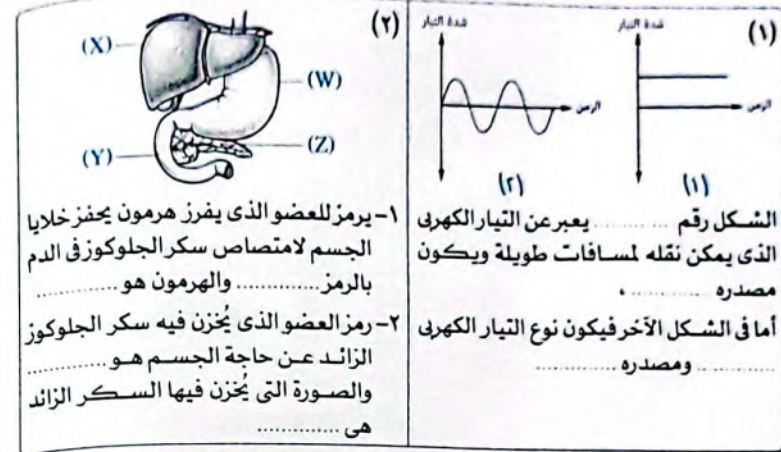 (١)
شدة التيار
الزمن
(١)
شدة التيار
الزمن
(٢)
الشكل رقم ............ يعبر عن التيار الكهربى
الذى يمكن نقله لمسافات طويلة ويكون
مصدره ............ ،
أما فى الشكل الآخر فيكون نوع التيار الكهربى
............ ومصدره ............
(٢)
(X)
(W)
(Y)
(Z)
١- يرمز للعضو الذى يفرز هرمون يحفز خلايا
الجسم لامتصاص سكر الجلوكوز فى الدم
بالرمز ............ والهرمون هو ............
٢- رمز العضو الذى يُخزن فيه سكر الجلوكوز
الزائد عن حاجة الجسم هو ............
والصورة التى يُخزن فيها السكر الزائد
هى ............